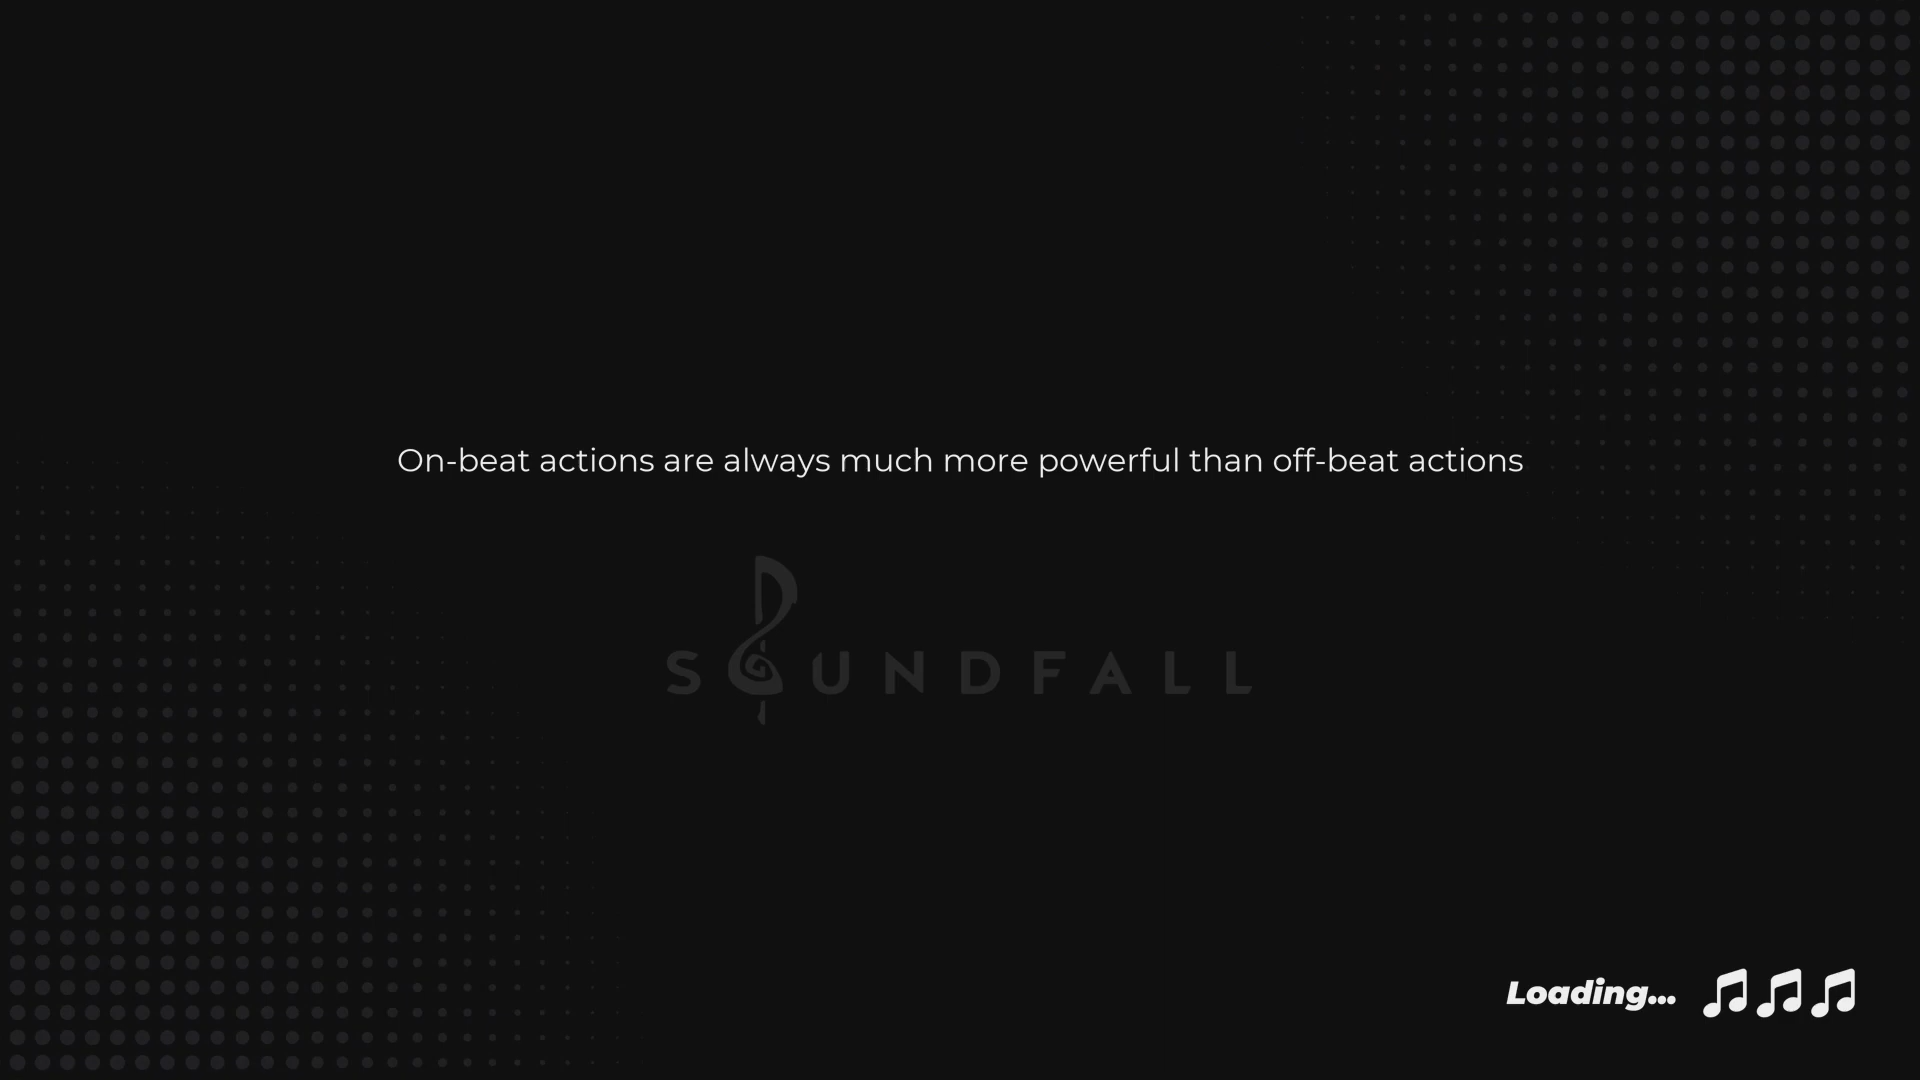 On-beat actions are always much more powerful than off-beat actions
SOUNDFALL
Loading...